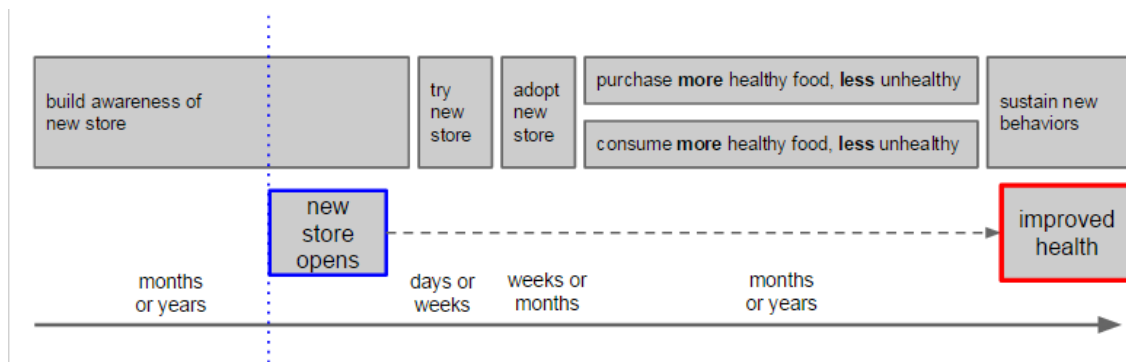 build awareness of
new store
try
new
store
adopt
new
store
purchase more healthy food, less unhealthy
consume more healthy food, less unhealthy
sustain new
behaviors
new
store
opens
improved
health
months
or years
days or
weeks
weeks or
months
months
or years